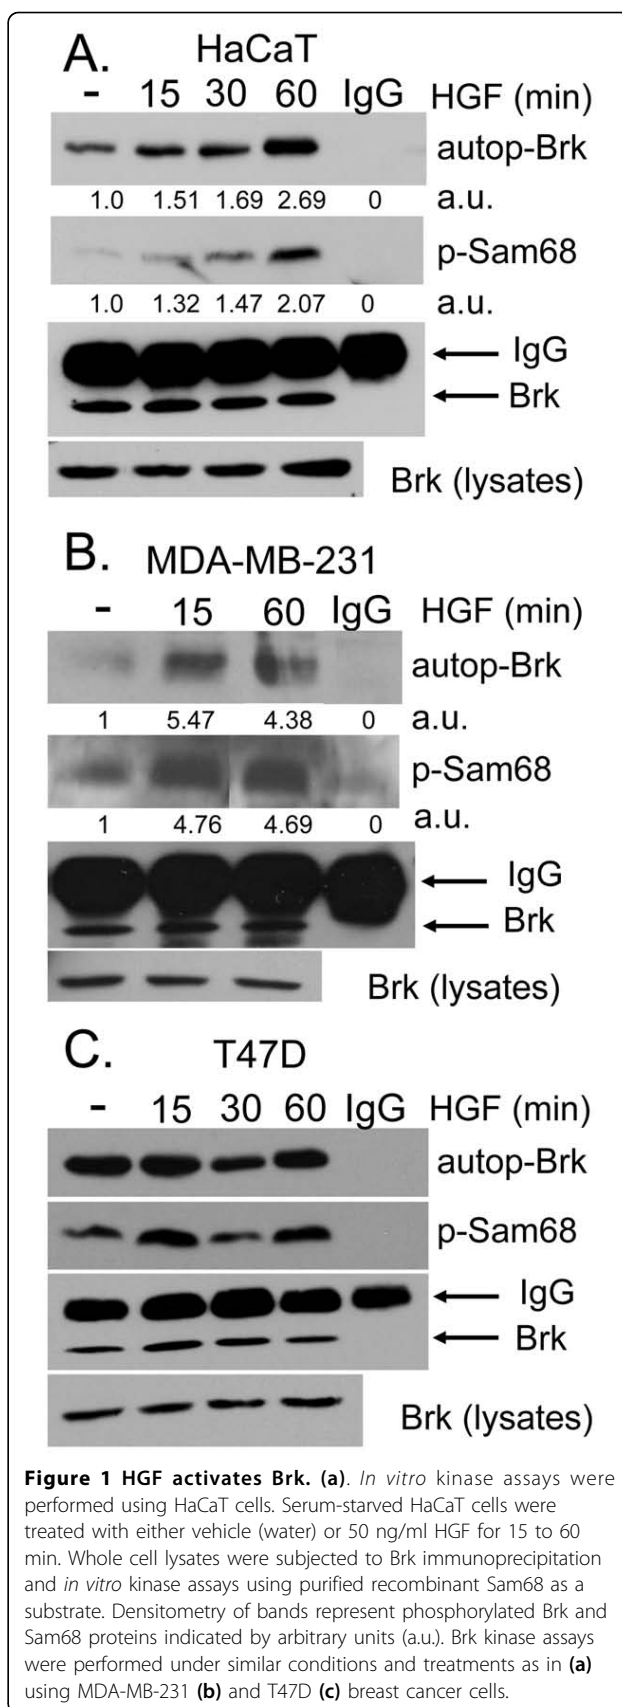 A. HaCaT
- 15 30 60 IgG HGF (min)
autop-Brk
1.0 1.51 1.69 2.69 0 a.u.
p-Sam68
1.0 1.32 1.47 2.07 0 a.u.
IgG
Brk
Brk (lysates)
B. MDA-MB-231
- 15 60 IgG HGF (min)
autop-Brk
1 5.47 4.38 0 a.u.
p-Sam68
1 4.76 4.69 0 a.u.
IgG
Brk
Brk (lysates)
C. T47D
- 15 30 60 IgG HGF (min)
autop-Brk
p-Sam68
IgG
Brk
Brk (lysates)
Figure 1 HGF activates Brk. (a). In vitro kinase assays were
performed using HaCaT cells. Serum-starved HaCaT cells were
treated with either vehicle (water) or 50 ng/ml HGF for 15 to 60
min. Whole cell lysates were subjected to Brk immunoprecipitation
and in vitro kinase assays using purified recombinant Sam68 as a
substrate. Densitometry of bands represent phosphorylated Brk and
Sam68 proteins indicated by arbitrary units (a.u.). Brk kinase assays
were performed under similar conditions and treatments as in (a)
using MDA-MB-231 (b) and T47D (c) breast cancer cells.